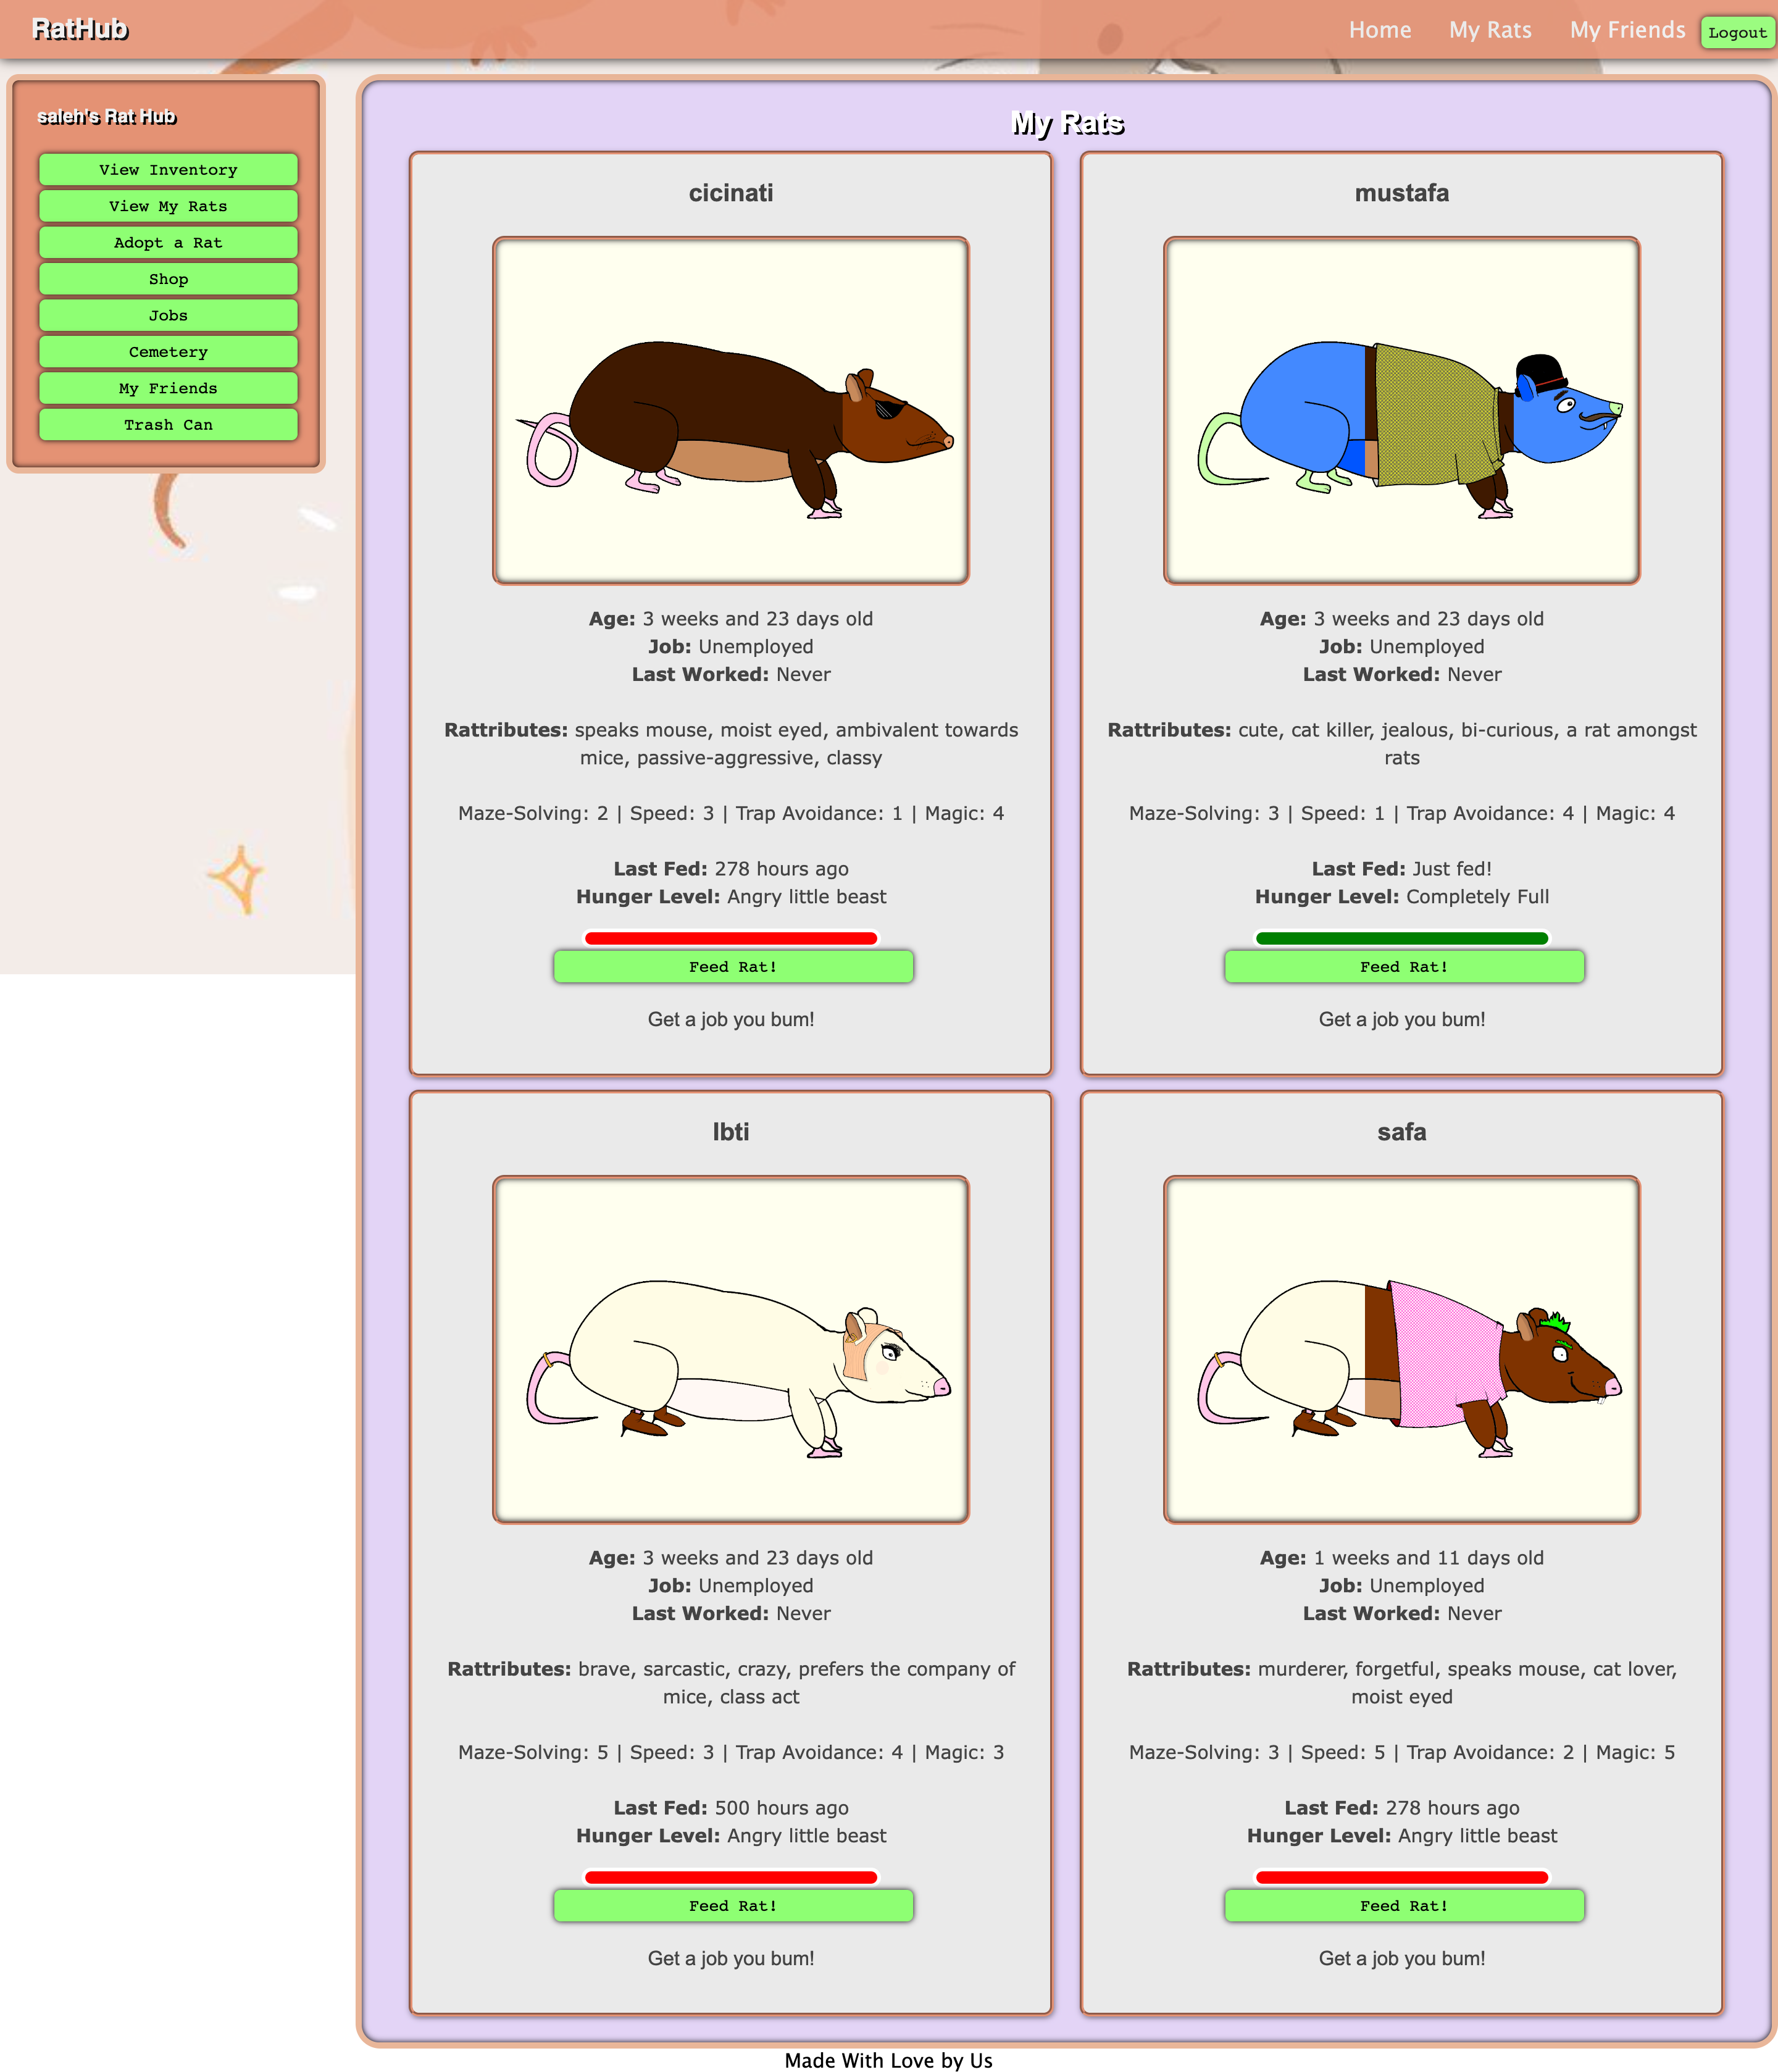 RatHub
Home
My Rats
My Friends
Logout
saleh's Rat Hub
View Inventory
View My Rats
Adopt a Rat
Shop
Jobs
Cemetery
My Friends
Trash Can
My Rats
cicinati
Age: 3 weeks and 23 days old
Job: Unemployed
Last Worked: Never
Rattributes: speaks mouse, moist eyed, ambivalent towards
mice, passive-aggressive, classy
Maze-Solving: 2 | Speed: 3 | Trap Avoidance: 1 | Magic: 4
Last Fed: 278 hours ago
Hunger Level: Angry little beast
Feed Rat!
Get a job you bum!
mustafa
Age: 3 weeks and 23 days old
Job: Unemployed
Last Worked: Never
Rattributes: cute, cat killer, jealous, bi-curious, a rat amongst
rats
Maze-Solving: 3 | Speed: 1 | Trap Avoidance: 4 | Magic: 4
Last Fed: Just fed!
Hunger Level: Completely Full
Feed Rat!
Get a job you bum!
Ibti
Age: 3 weeks and 23 days old
Job: Unemployed
Last Worked: Never
Rattributes: brave, sarcastic, crazy, prefers the company of
mice, class act
Maze-Solving: 5 | Speed: 3 | Trap Avoidance: 4 | Magic: 3
Last Fed: 500 hours ago
Hunger Level: Angry little beast
Feed Rat!
Get a job you bum!
safa
Age: 1 weeks and 11 days old
Job: Unemployed
Last Worked: Never
Rattributes: murderer, forgetful, speaks mouse, cat lover,
moist eyed
Maze-Solving: 3 | Speed: 5 | Trap Avoidance: 2 | Magic: 5
Last Fed: 278 hours ago
Hunger Level: Angry little beast
Feed Rat!
Get a job you bum!
Made With Love by Us